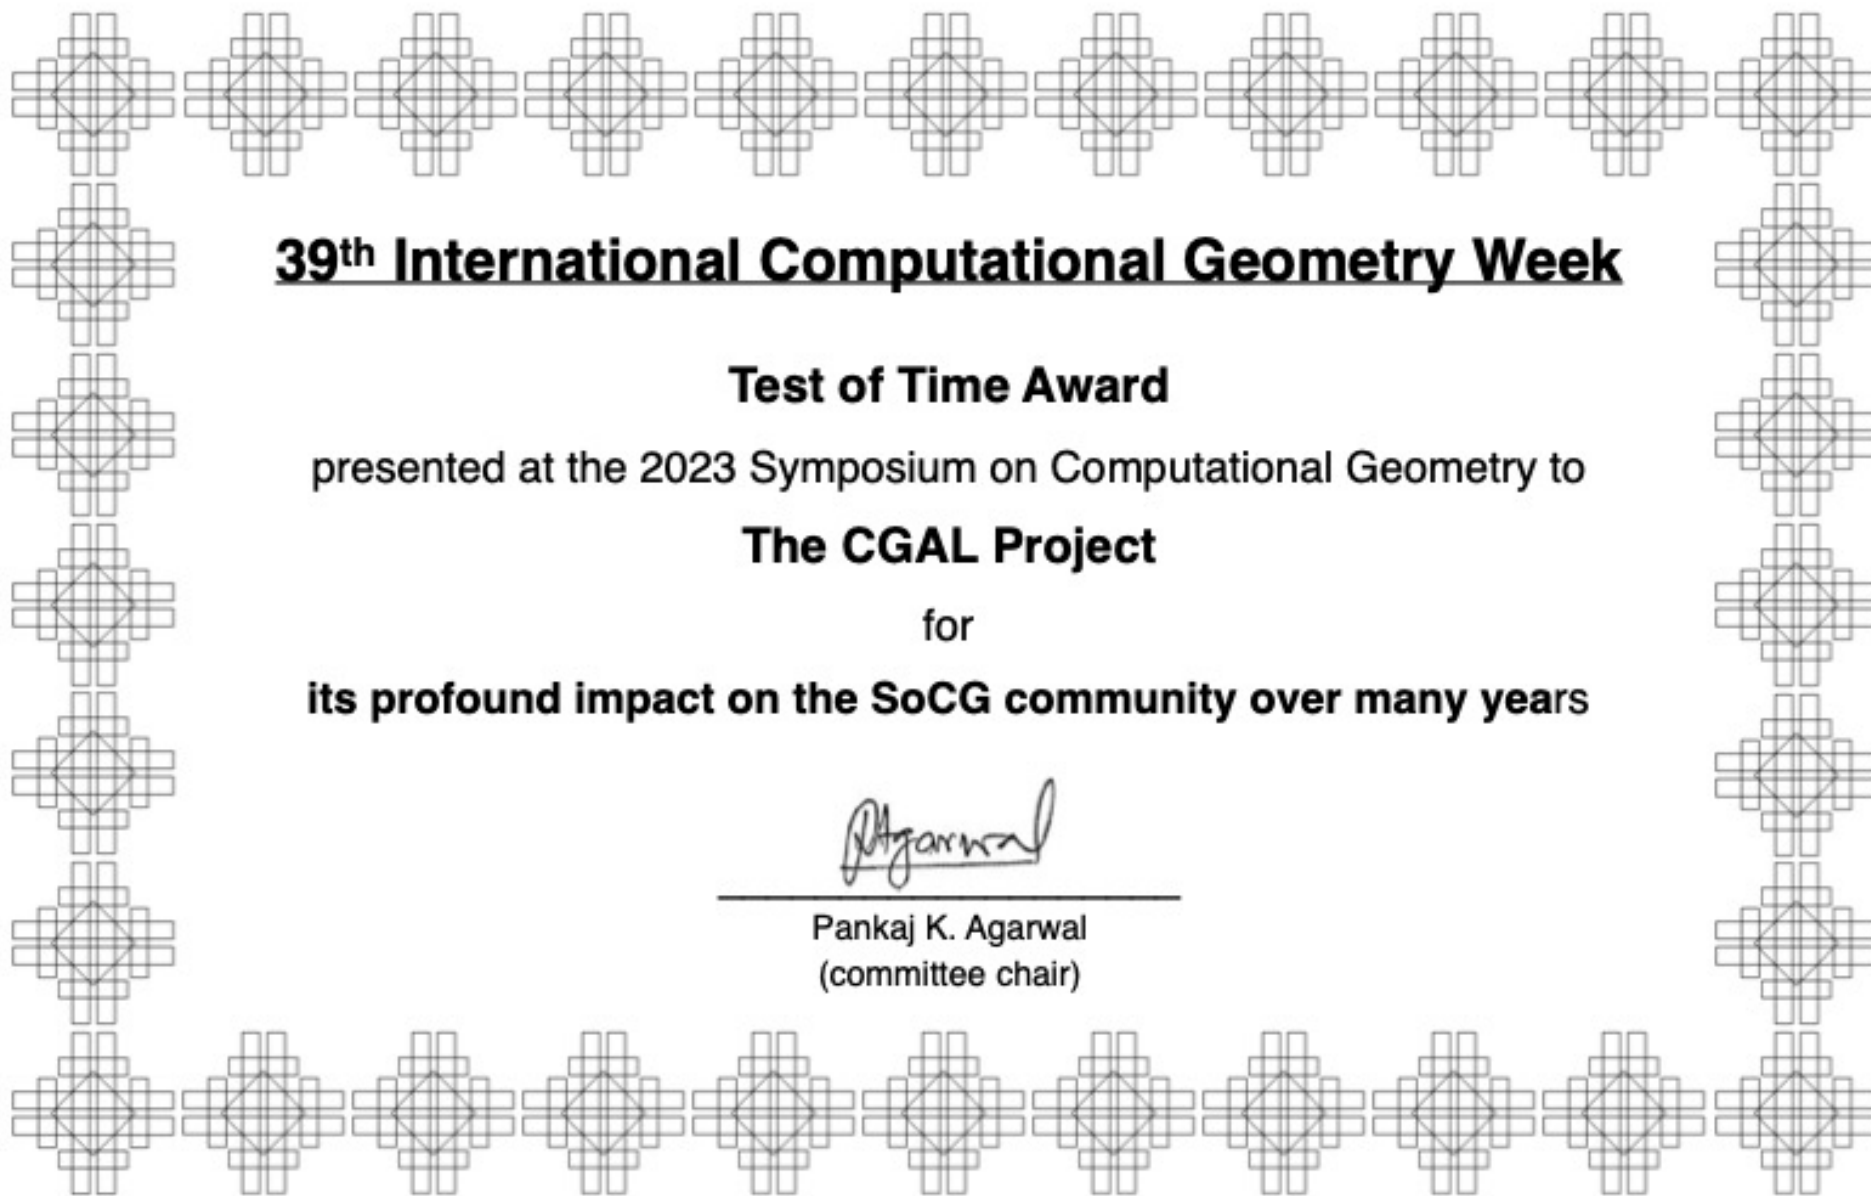 39th International Computational Geometry Week
Test of Time Award
presented at the 2023 Symposium on Computational Geometry to
The CGAL Project
for
its profound impact on the SoCG community over many years
PAgarwal
Pankaj K. Agarwal
(committee chair)